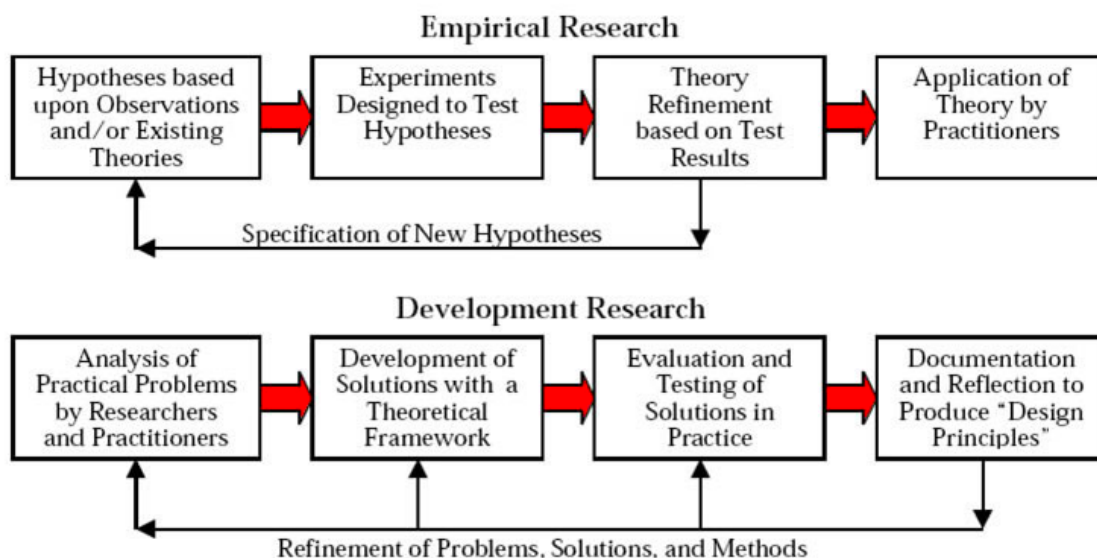 Empirical Research
Hypotheses based
upon Observations
and/or Existing
Theories
Experiments
Designed to Test
Hypotheses
Theory
Refinement
based on Test
Results
Application of
Theory by
Practitioners
Specification of New Hypotheses
Development Research
Analysis of
Practical Problems
by Researchers
and Practitioners
Development of
Solutions with a
Theoretical
Framework
Evaluation and
Testing of
Solutions in
Practice
Documentation
and Reflection to
Produce “Design
Principles”
Refinement of Problems, Solutions, and Methods